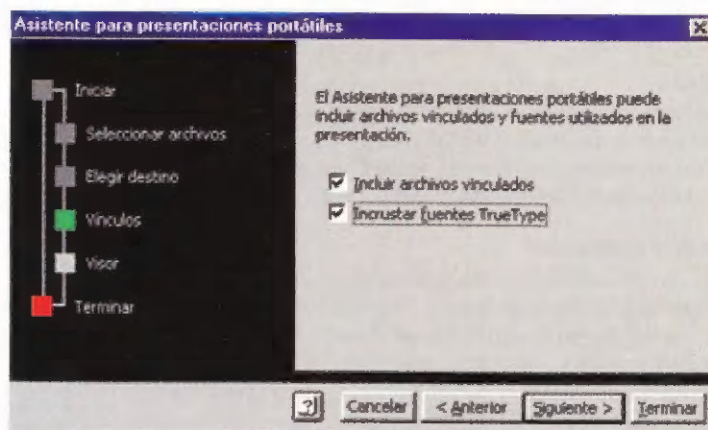 Asistente para presentaciones portátiles
Iniciar
Seleccionar archivos
Elegir destino
Vínculos
Visor
Terminar
El Asistente para presentaciones portátiles puede
incluir archivos vinculados y fuentes utilizados en la
presentación.
Incluir archivos vinculados
Incrustar fuentes TrueType
? Cancelar < Anterior Siguiente > Terminar